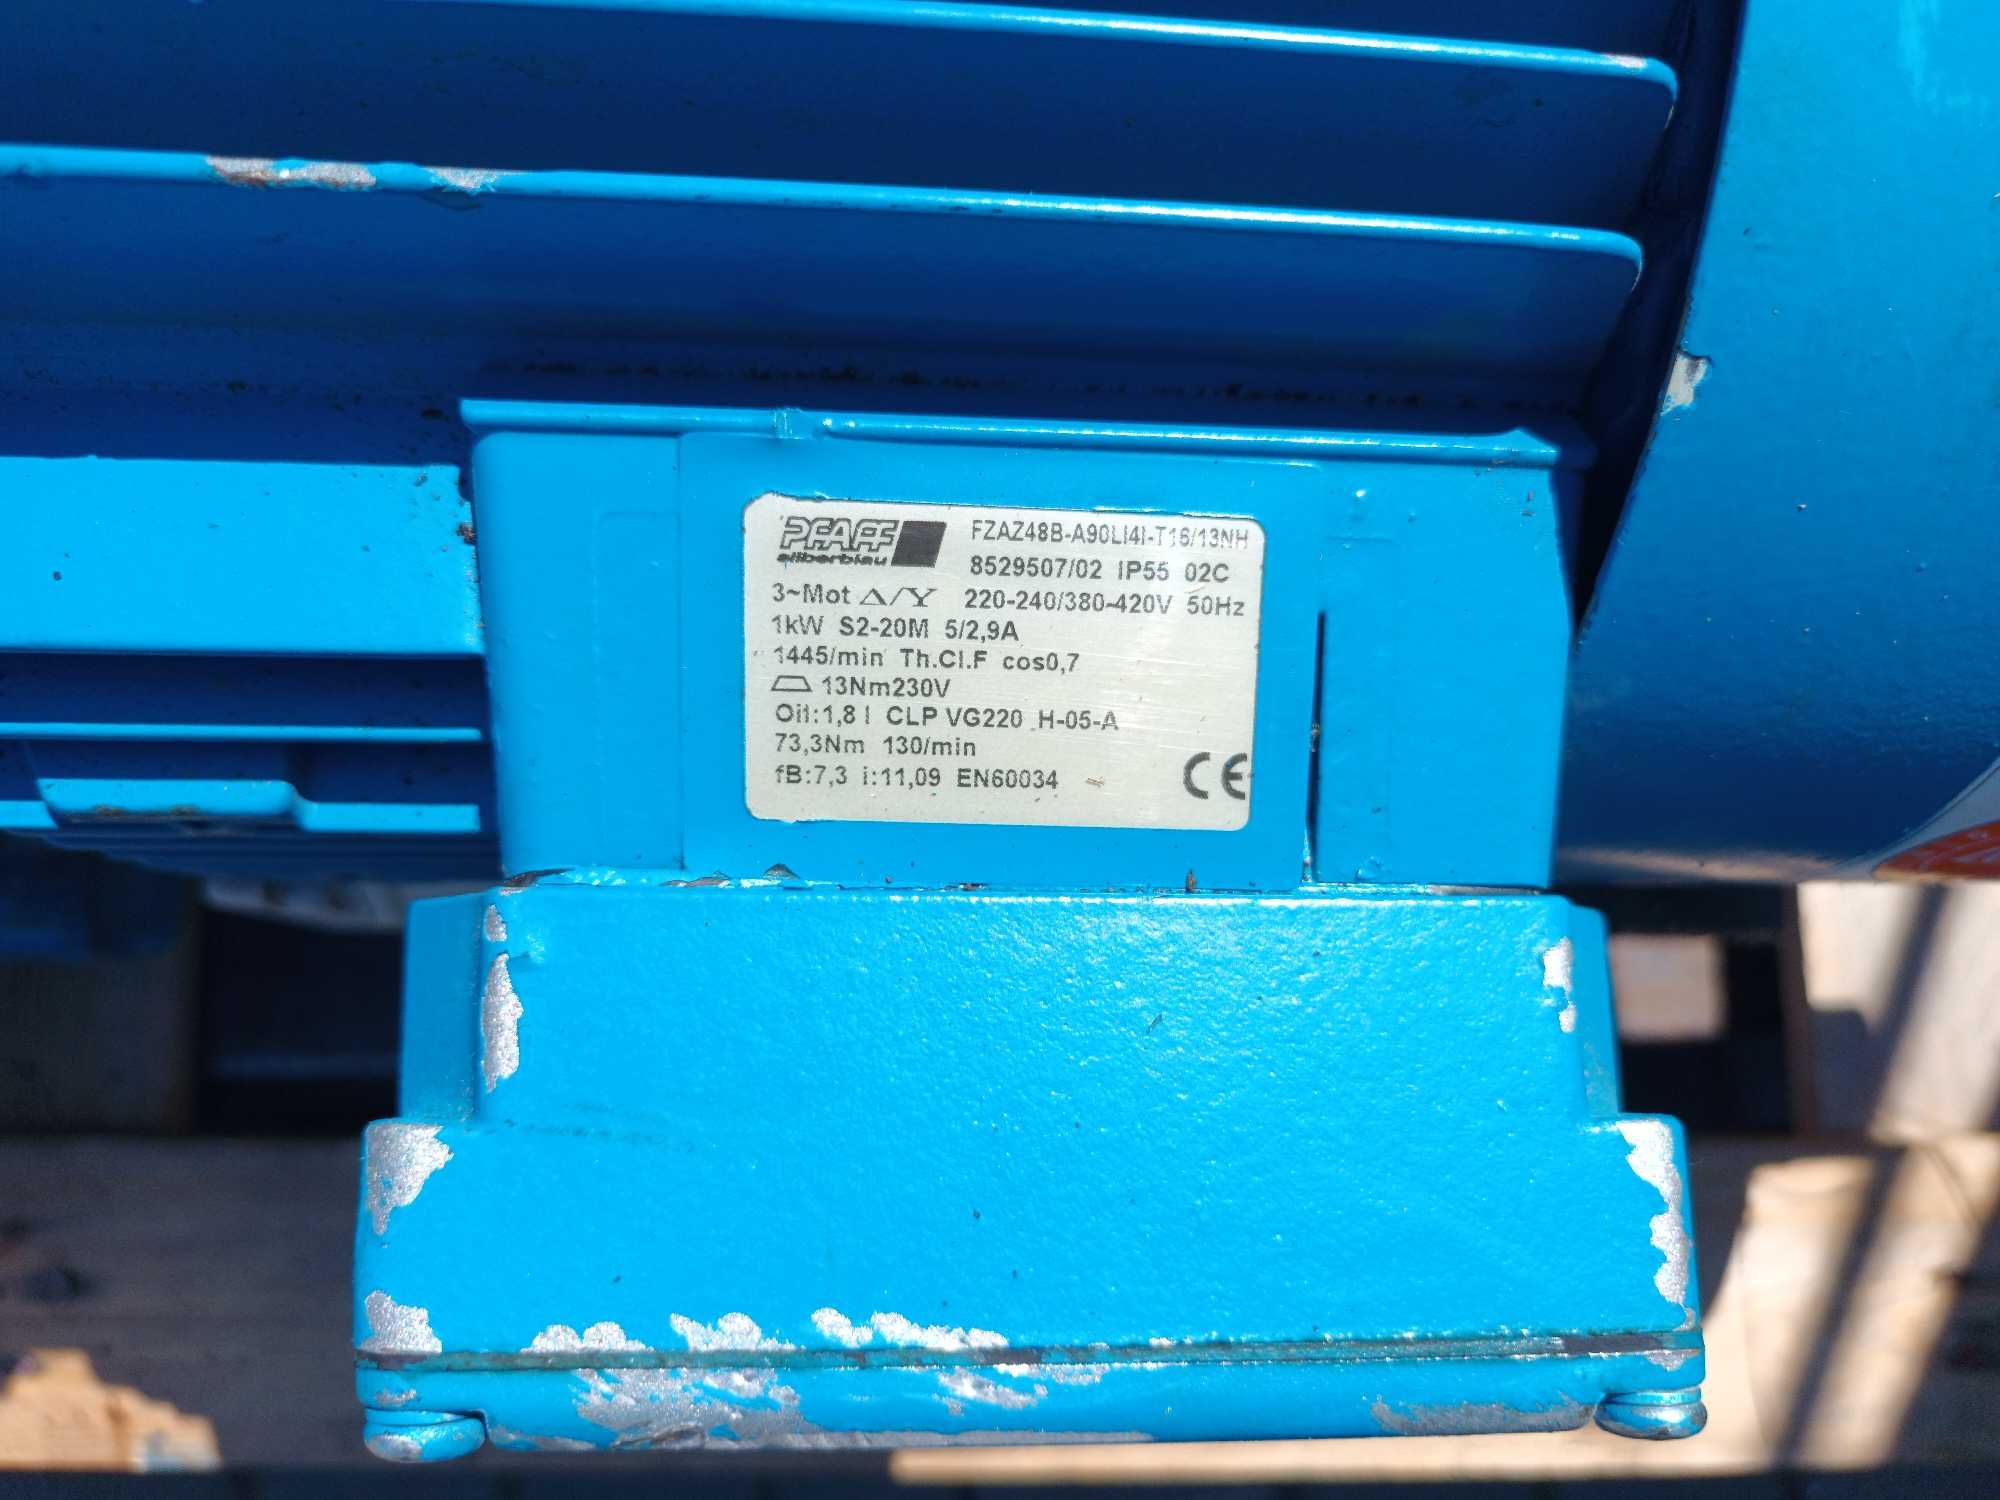 PFAFF
silberblau
FZAZ48B-A90LI4I-T16/13NH
8529507/02 IP55 02C
3~Mot △/Y 220-240/380-420V 50Hz
1kW S2-20M 5/2,9A
1445/min Th.Cl.F cos0,7
13Nm230V
Oil:1,8 l CLP VG220 H-05-A
73,3Nm 130/min
fB:7,3 i:11,09 EN60034
CE